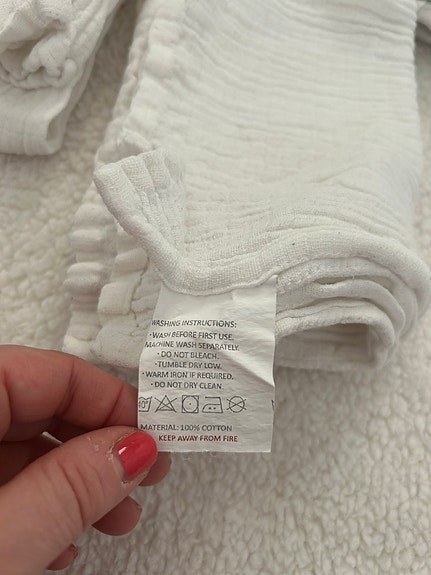 WASHING INSTRUCTIONS:
• WASH BEFORE FIRST USE,
MACHINE WASH SEPARATELY.
• DO NOT BLEACH.
• TUMBLE DRY LOW.
• WARM IRON IF REQUIRED.
• DO NOT DRY CLEAN
40°
MATERIAL: 100% COTTON
KEEP AWAY FROM FIRE